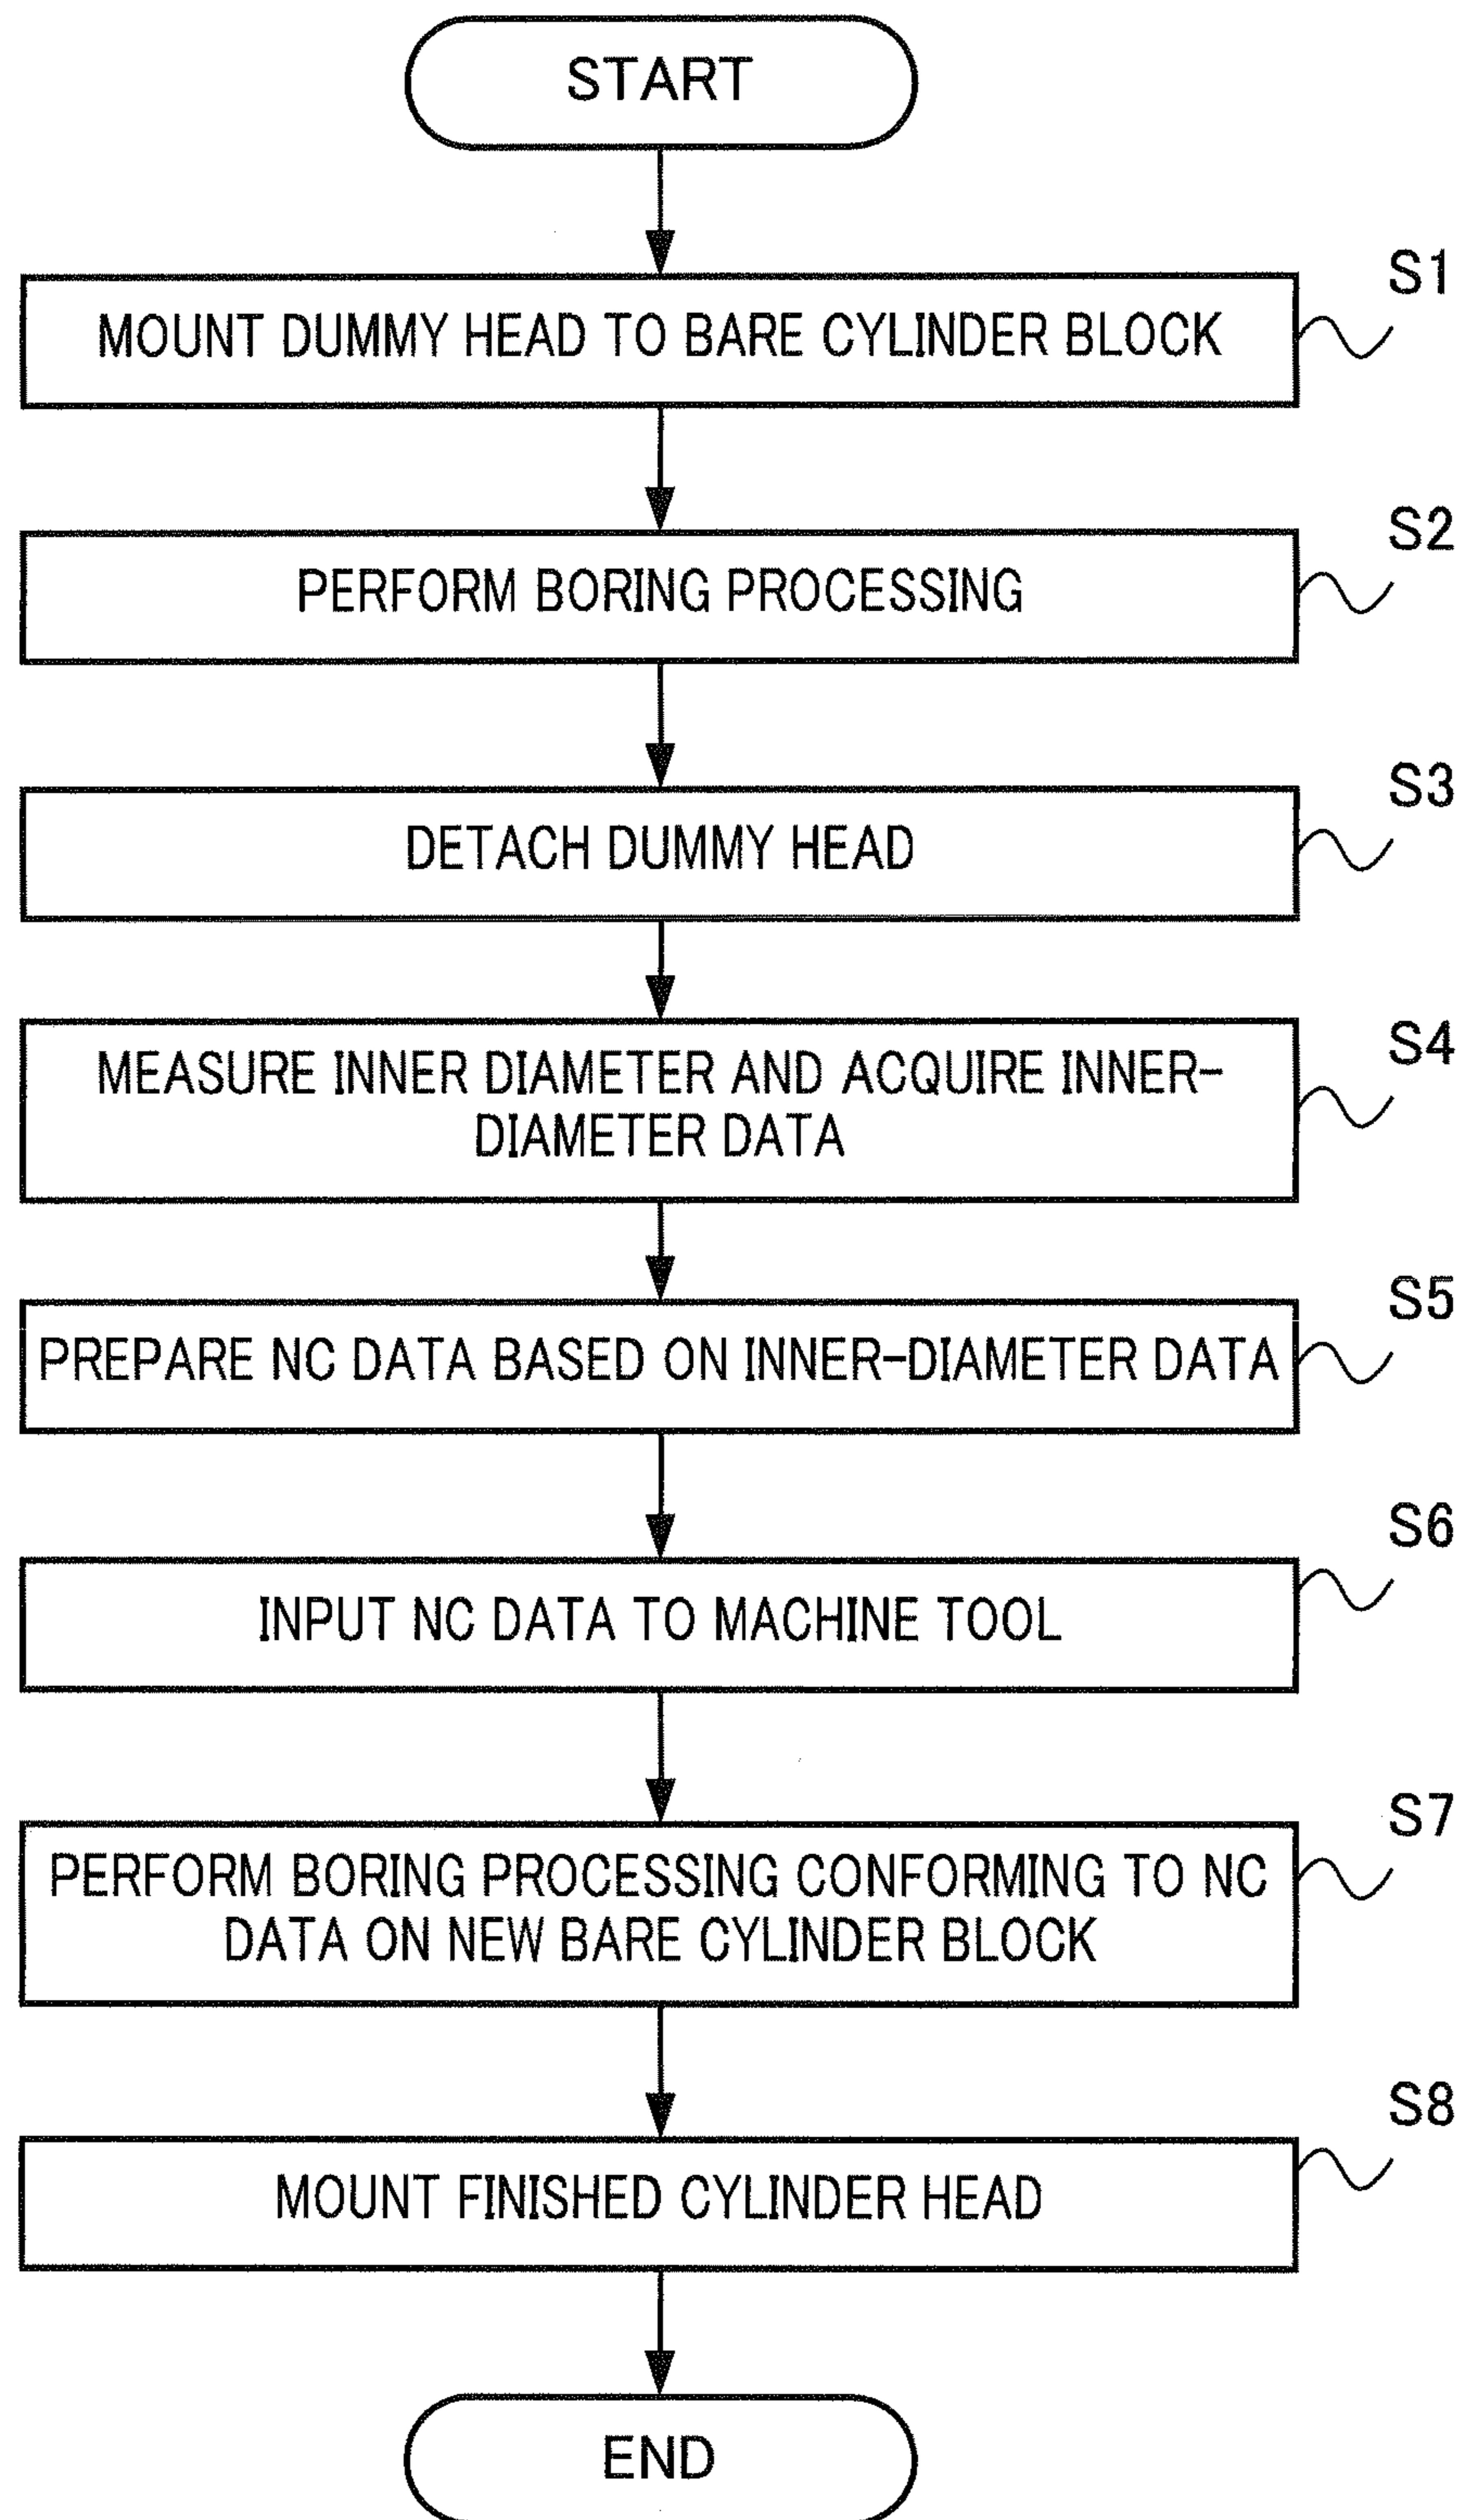 START
S1
MOUNT DUMMY HEAD TO BARE CYLINDER BLOCK
S2
PERFORM BORING PROCESSING
S3
DETACH DUMMY HEAD
S4
MEASURE INNER DIAMETER AND ACQUIRE INNER-
DIAMETER DATA
S5
PREPARE NC DATA BASED ON INNER-DIAMETER DATA
S6
INPUT NC DATA TO MACHINE TOOL
S7
PERFORM BORING PROCESSING CONFORMING TO NC
DATA ON NEW BARE CYLINDER BLOCK
S8
MOUNT FINISHED CYLINDER HEAD
END